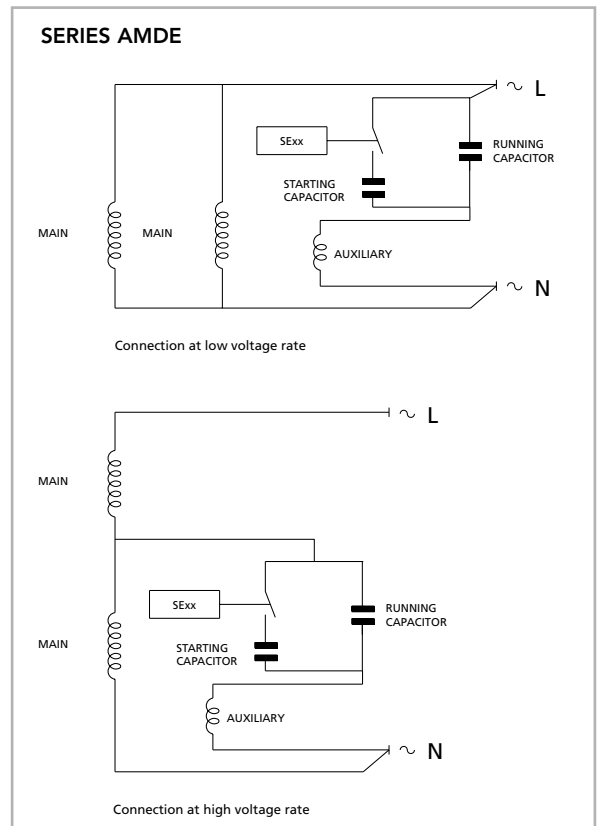 SERIES AMDE
∼ L
SExx
RUNNING
CAPACITOR
STARTING
CAPACITOR
MAIN
MAIN
AUXILIARY
∼ N
Connection at low voltage rate
∼ L
MAIN
SExx
RUNNING
CAPACITOR
MAIN
STARTING
CAPACITOR
AUXILIARY
∼ N
Connection at high voltage rate